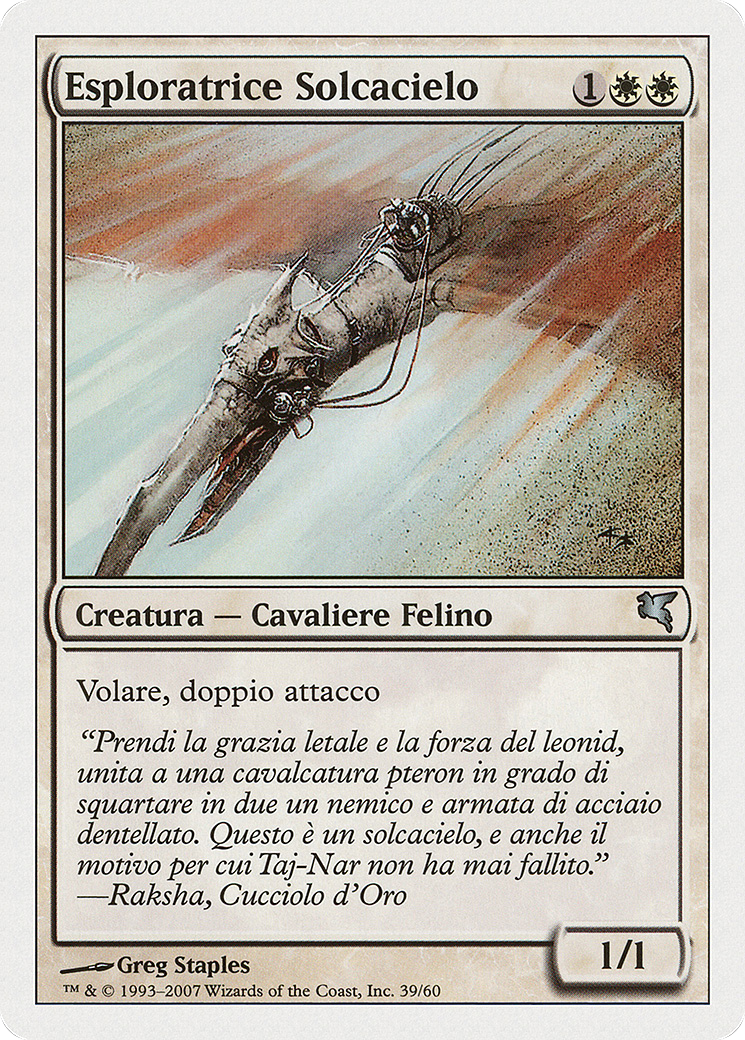 Esploratrice Solcacielo 1
Creatura — Cavaliere Felino
Volare, doppio attacco
“Prendi la grazia letale e la forza del leonid,
unita a una cavalcatura pteron in grado di
squartare in due un nemico e armata di acciaio
dentellato. Questo è un solcacielo, e anche il
motivo per cui Taj-Nar non ha mai fallito.”
—Raksha, Cucciolo d’Oro
1/1
Greg Staples
™ & © 1993–2007 Wizards of the Coast, Inc. 39/60